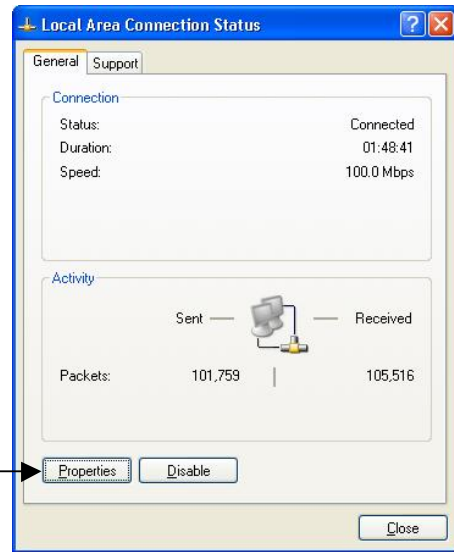 Local Area Connection Status
General Support
Connection
Status: Connected
Duration: 01:48:41
Speed: 100.0 Mbps
Activity
Sent — — Received
Packets: 101,759 | 105,516
Properties Disable
Close